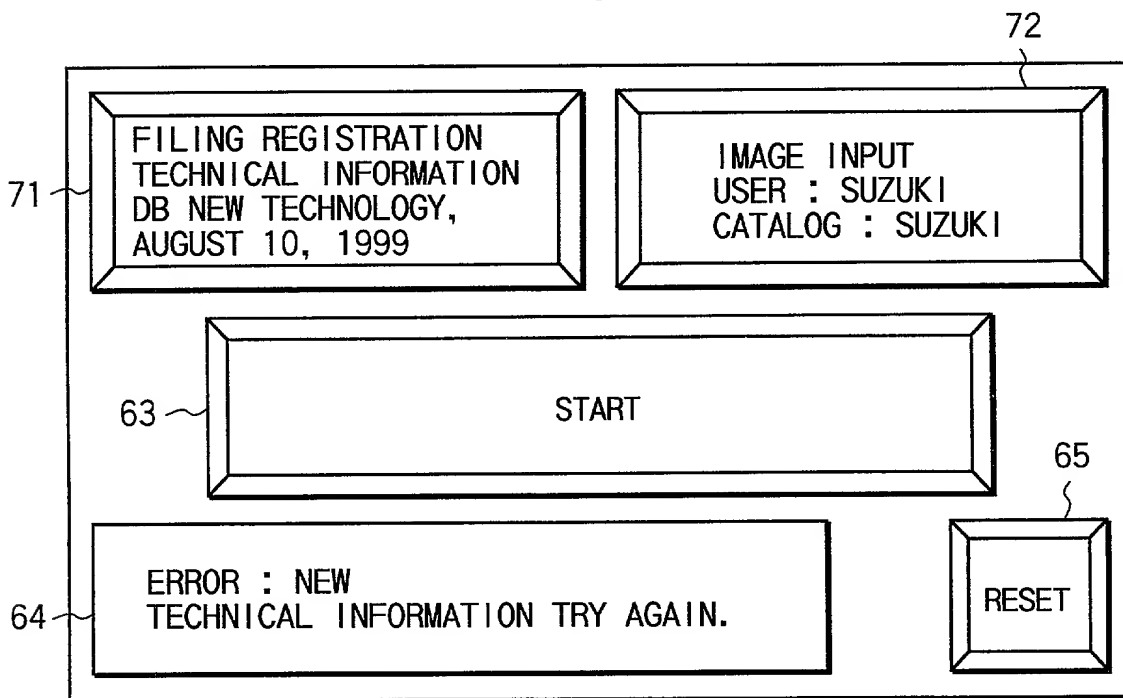 72
FILING REGISTRATION
TECHNICAL INFORMATION
DB NEW TECHNOLOGY,
AUGUST 10, 1999
71
IMAGE INPUT
USER : SUZUKI
CATALOG : SUZUKI
63
START
65
ERROR : NEW
TECHNICAL INFORMATION TRY AGAIN.
64
RESET